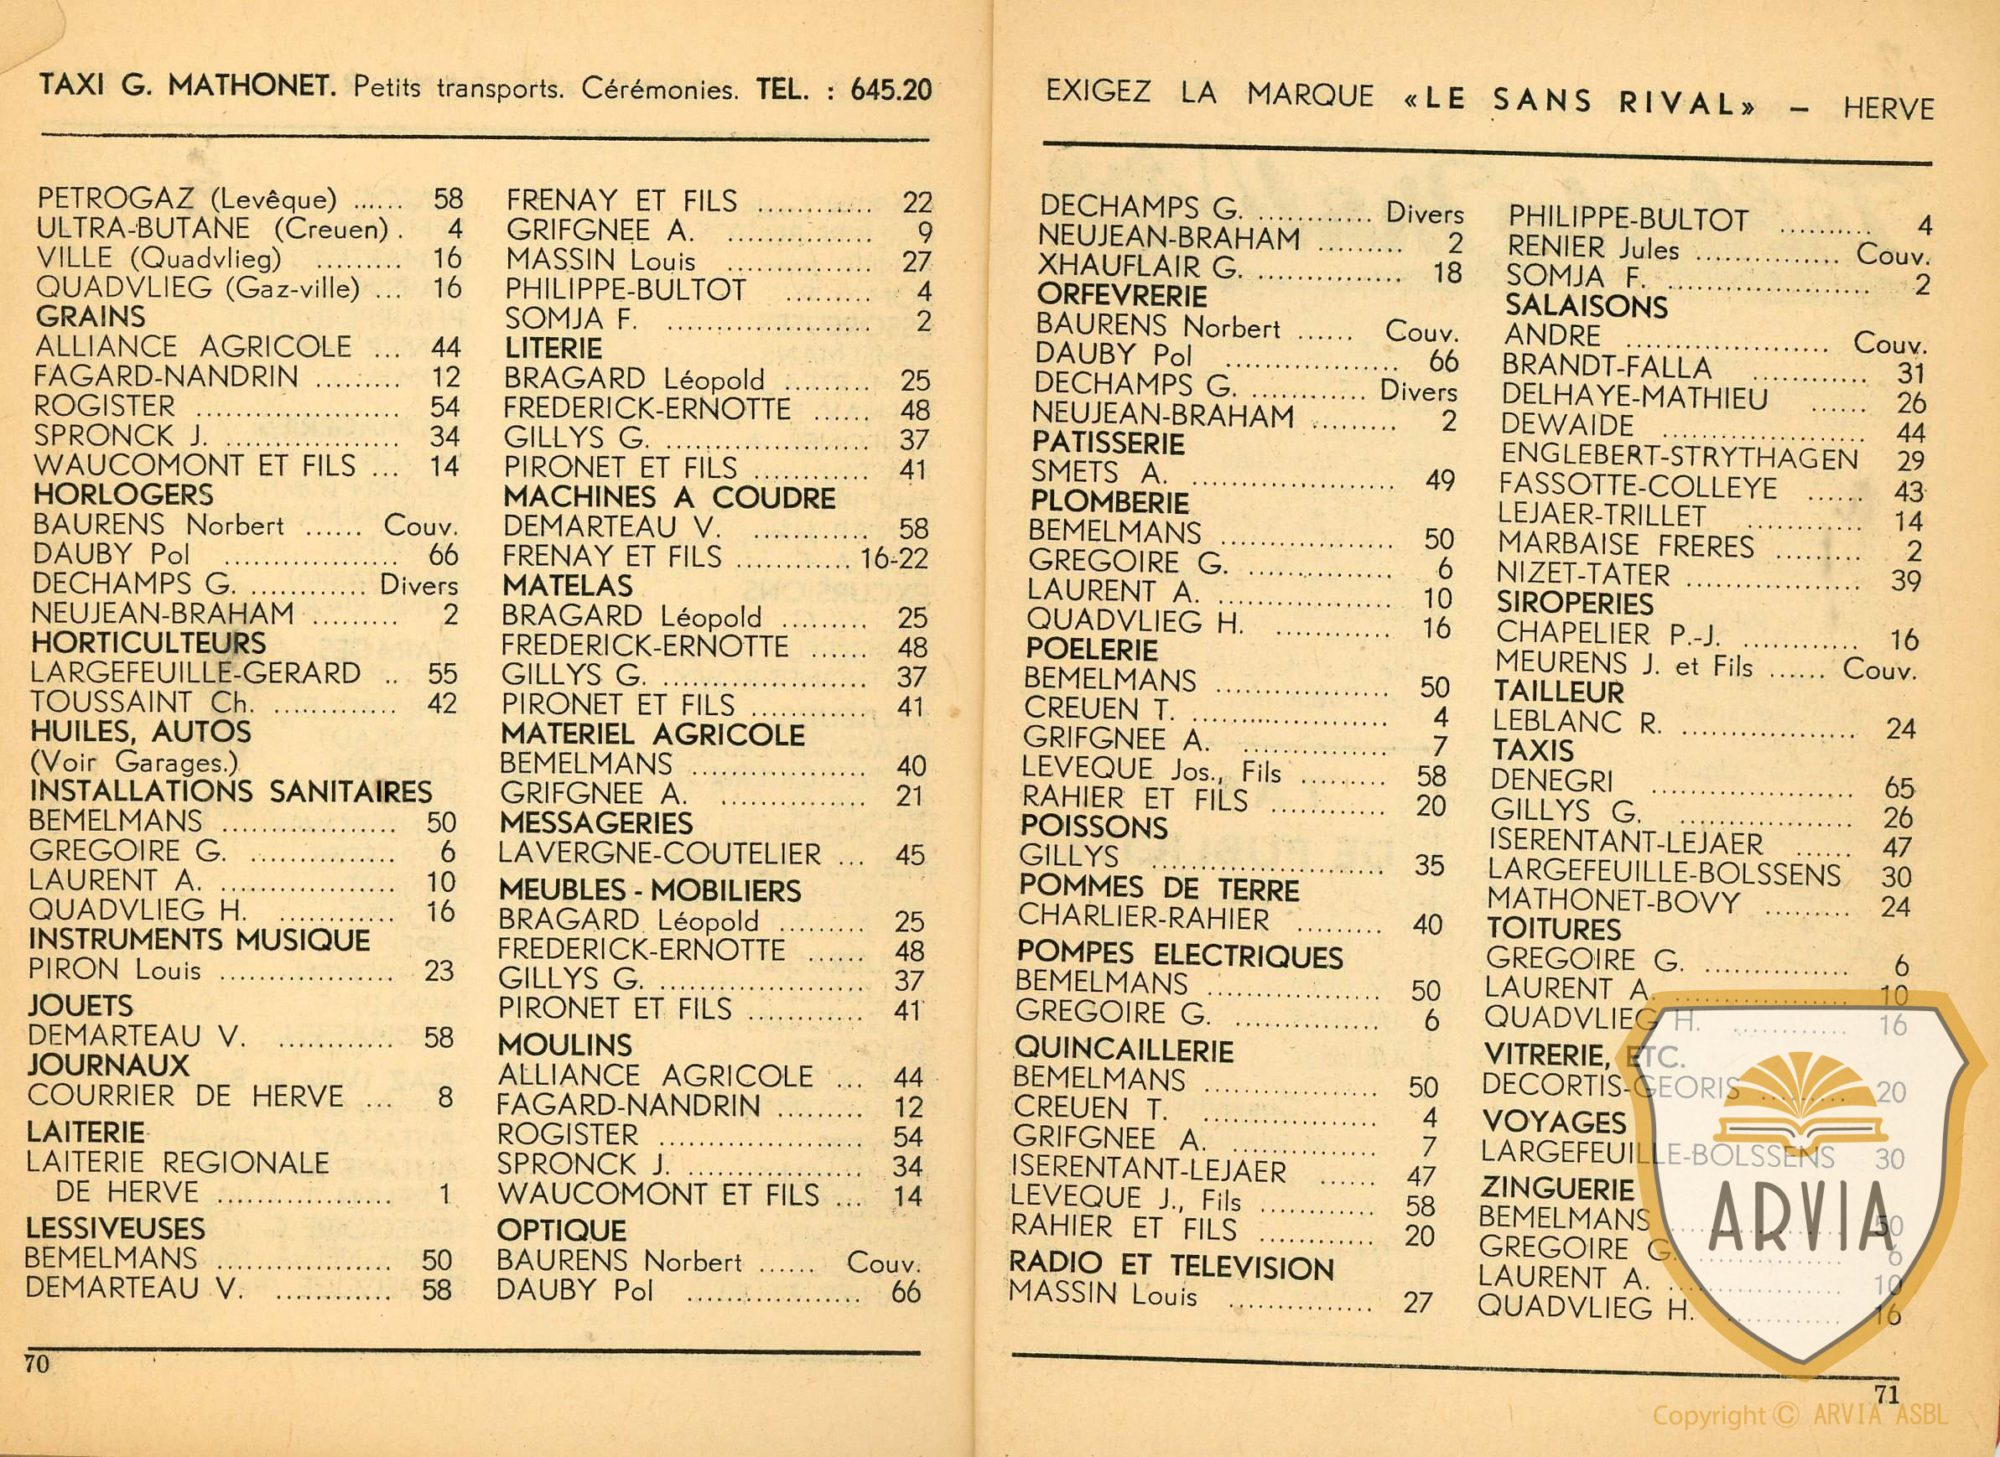 TAXI G. MATHONET. Petits transports. Cérémonies. TEL. : 645.20
PETROGAZ (Levêque) ...... 58
ULTRA-BUTANE (Creuen) . 4
VILLE (Quadvlieg) ......... 16
QUADVLIEG (Gaz-ville) ... 16
GRAINS
ALLIANCE AGRICOLE ... 44
FAGARD-NANDRIN ......... 12
ROGISTER ..................... 54
SPRONCK J. .................. 34
WAUCOMONT ET FILS ... 14
HORLOGERS
BAURENS Norbert ...... Couv.
DAUBY Pol .................. 66
DECHAMPS G. ............ Divers
NEUJEAN-BRAHAM ......... 2
HORTICULTEURS
LARGEFEUILLE-GERARD .. 55
TOUSSAINT Ch. ............. 42
HUILES, AUTOS
(Voir Garages.)
INSTALLATIONS SANITAIRES
BEMELMANS .................. 50
GREGOIRE G. ............... 6
LAURENT A. .................. 10
QUADVLIEG H. ............ 16
INSTRUMENTS MUSIQUE
PIRON Louis .................. 23
JOUETS
DEMARTEAU V. ............ 58
JOURNAUX
COURRIER DE HERVE ... 8
LAITERIE
LAITERIE REGIONALE
DE HERVE .................. 1
LESSIVEUSES
BEMELMANS .................. 50
DEMARTEAU V. ............ 58
FRENAY ET FILS ............ 22
GRIFGNEE A. ............... 9
MASSIN Louis ............... 27
PHILIPPE-BULTOT ......... 4
SOMJA F. ..................... 2
LITERIE
BRAGARD Léopold ......... 25
FREDERICK-ERNOTTE ...... 48
GILLYS G. ..................... 37
PIRONET ET FILS ............ 41
MACHINES A COUDRE
DEMARTEAU V. ............ 58
FRENAY ET FILS ............ 16-22
MATELAS
BRAGARD Léopold ......... 25
FREDERICK-ERNOTTE ...... 48
GILLYS G. ..................... 37
PIRONET ET FILS ............ 41
MATERIEL AGRICOLE
BEMELMANS .................. 40
GRIFGNEE A. ............... 21
MESSAGERIES
LAVERGNE-COUTELIER ... 45
MEUBLES - MOBILIERS
BRAGARD Léopold ......... 25
FREDERICK-ERNOTTE ...... 48
GILLYS G. ..................... 37
PIRONET ET FILS ............ 41
MOULINS
ALLIANCE AGRICOLE ... 44
FAGARD-NANDRIN ......... 12
ROGISTER ..................... 54
SPRONCK J. .................. 34
WAUCOMONT ET FILS ... 14
OPTIQUE
BAURENS Norbert ...... Couv.
DAUBY Pol .................. 66
70
EXIGEZ LA MARQUE «LE SANS RIVAL» – HERVE
DECHAMPS G. ............ Divers
NEUJEAN-BRAHAM ......... 2
XHAUFLAIR G. ............... 18
ORFEVRERIE
BAURENS Norbert ...... Couv.
DAUBY Pol .................. 66
DECHAMPS G. ............ Divers
NEUJEAN-BRAHAM ......... 2
PATISSERIE
SMETS A. ..................... 49
PLOMBERIE
BEMELMANS .................. 50
GREGOIRE G. ............... 6
LAURENT A. .................. 10
QUADVLIEG H. ............ 16
POELERIE
BEMELMANS .................. 50
CREUEN T. .................... 4
GRIFGNEE A. ............... 7
LEVEQUE Jos., Fils ......... 58
RAHIER ET FILS ............ 20
POISSONS
GILLYS ........................ 35
POMMES DE TERRE
CHARLIER-RAHIER ......... 40
POMPES ELECTRIQUES
BEMELMANS .................. 50
GREGOIRE G. ............... 6
QUINCAILLERIE
BEMELMANS .................. 50
CREUEN T. .................. 4
GRIFGNEE A. ............... 7
ISERENTANT-LEJAER ...... 47
LEVEQUE J., Fils ............ 58
RAHIER ET FILS ............ 20
RADIO ET TELEVISION
MASSIN Louis ............... 27
PHILIPPE-BULTOT .......... 4
RENIER Jules ............... Couv.
SOMJA F. ..................... 2
SALAISONS
ANDRE ..................... Couv.
BRANDT-FALLA ............ 31
DELHAYE-MATHIEU ...... 26
DEWAIDE ..................... 44
ENGLEBERT-STRYTHAGEN 29
FASSOTTE-COLLEYE ...... 43
LEJAER-TRILLET ............ 14
MARBAISE FRERES ......... 2
NIZET-TATER ............... 39
SIROPERIES
CHAPELIER P.-J. ............ 16
MEURENS J. et Fils ...... Couv.
TAILLEUR
LEBLANC R. .................. 24
TAXIS
DENEGRI ..................... 65
GILLYS G. .................. 26
ISERENTANT-LEJAER ...... 47
LARGEFEUILLE-BOLSSENS 30
MATHONET-BOVY ......... 24
TOITURES
GREGOIRE G. ............... 6
LAURENT A. .................. 10
QUADVLIEG H. ............ 16
VITRERIE, ETC.
DECORTIS-GEORIS ......... 20
VOYAGES
LARGEFEUILLE-BOLSSENS 30
ZINGUERIE
BEMELMANS .................. 50
GREGOIRE G. ............... 6
LAURENT A. .................. 10
QUADVLIEG H. ............ 16
71
ARVIA
Copyright © ARVIA ASBL